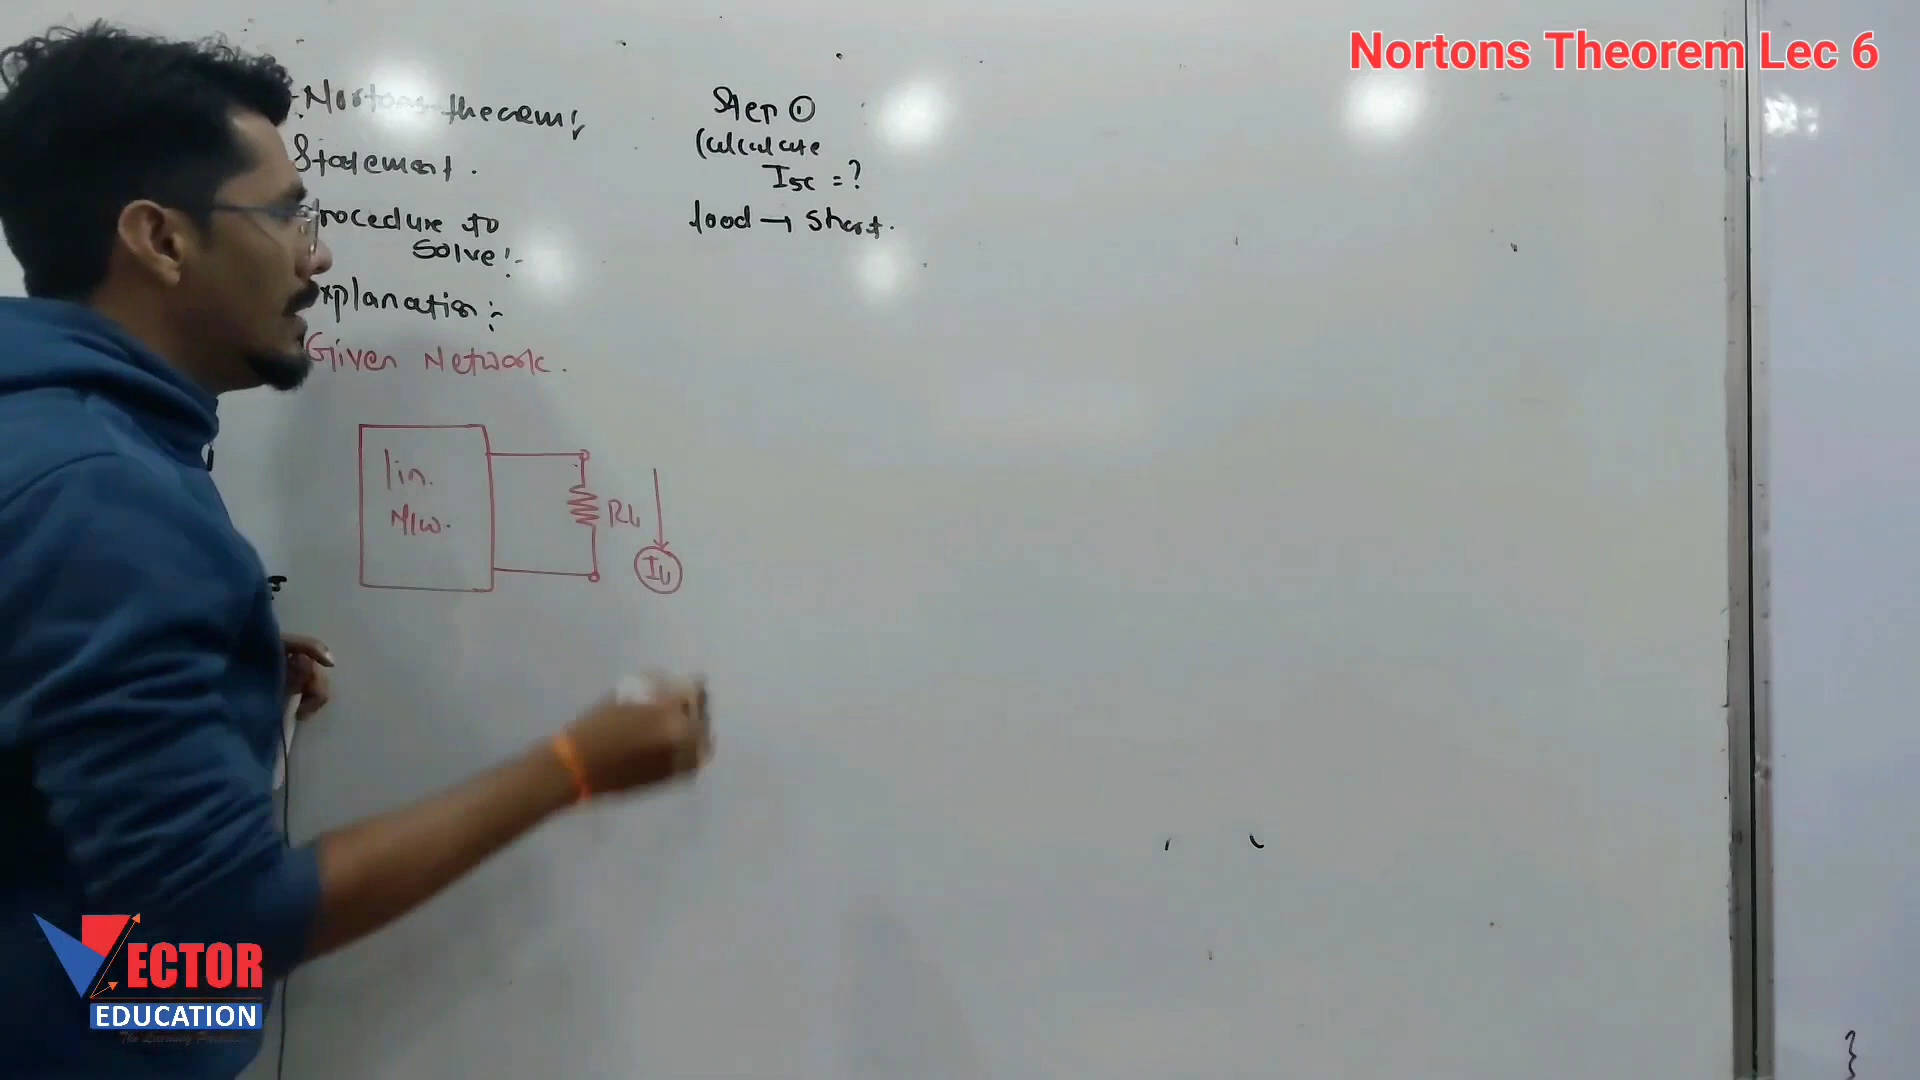 Nortons Theorem Lec 6
Nortons theorem:
Statement.
Procedure to
Solve:-
Explanation:-
Given Network.
lin.
N/w.
RL
IL
Step ①
Calculate
Isc = ?
load → short.
VECTOR
EDUCATION